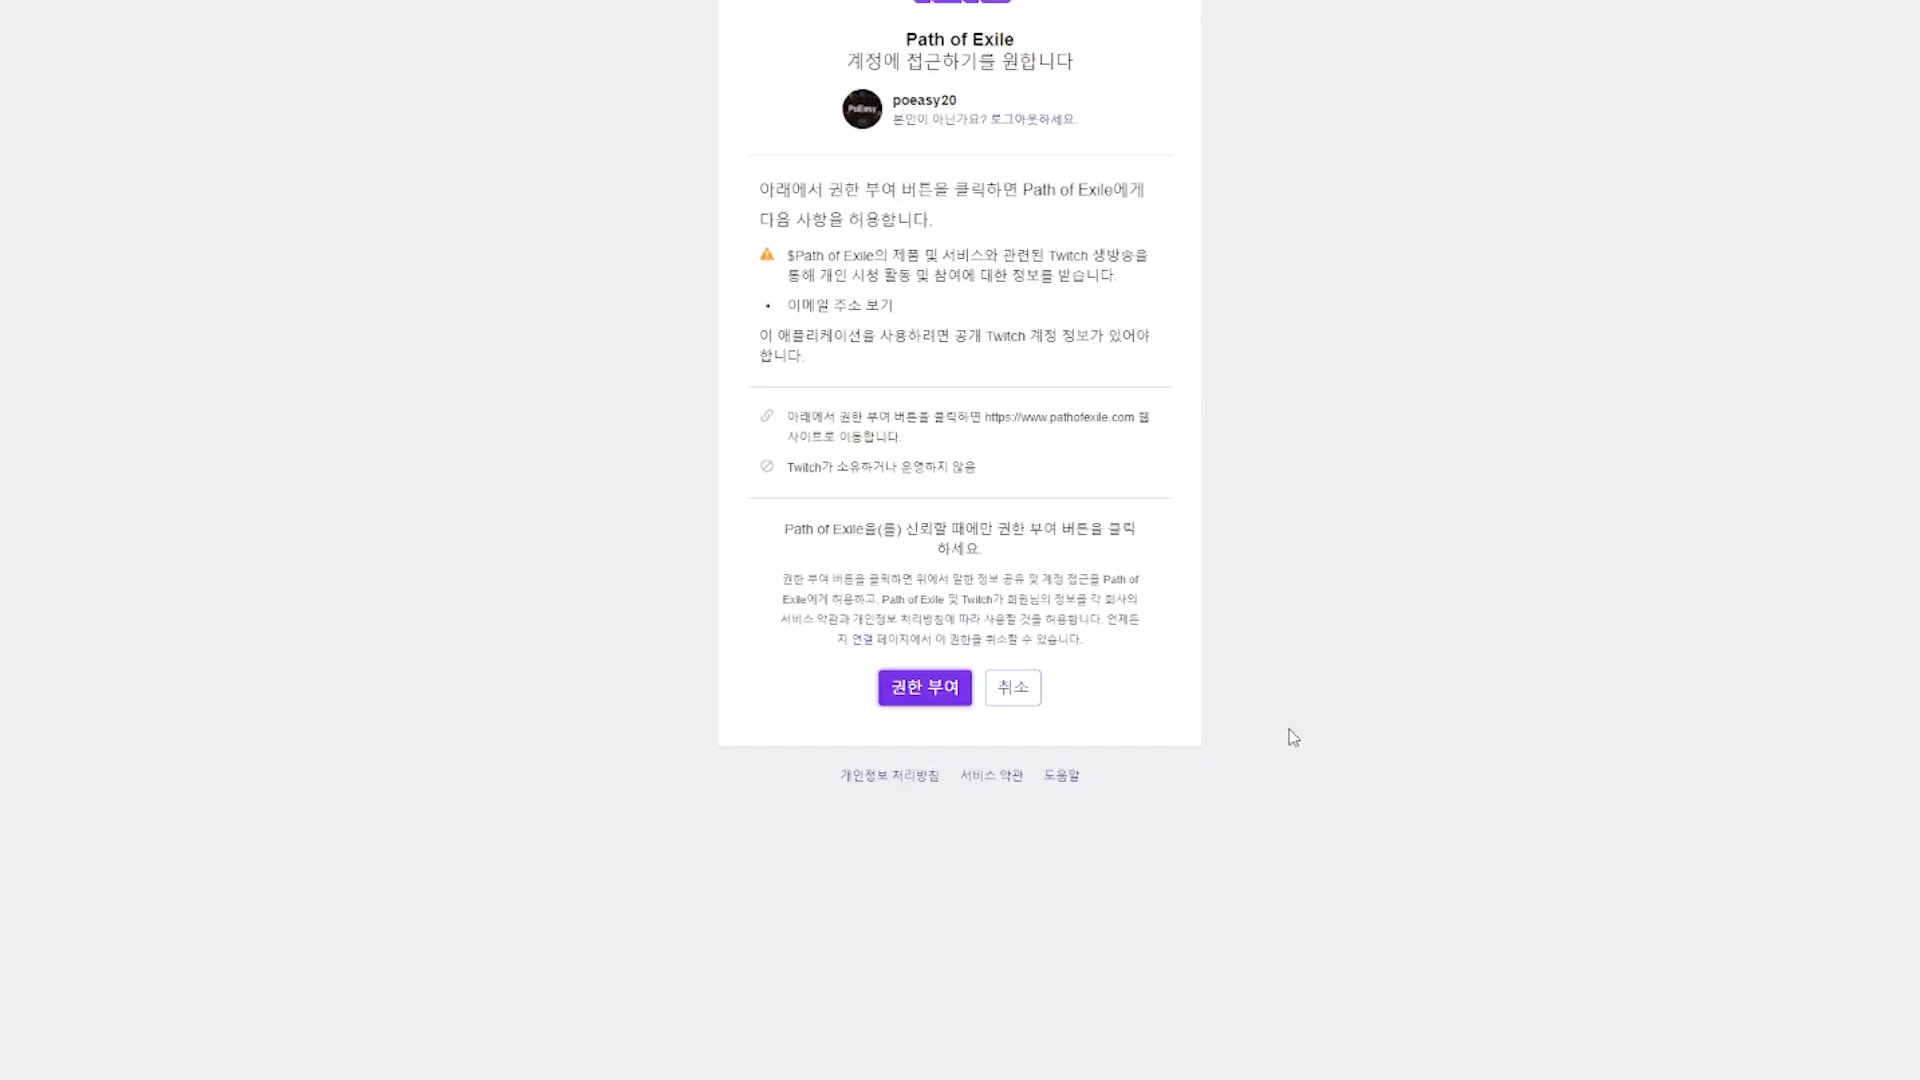 Path of Exile
계정에 접근하기를 원합니다
PoEasy
poeasy20
본인이 아닌가요? 로그아웃하세요.
아래에서 권한 부여 버튼을 클릭하면 Path of Exile에게
다음 사항을 허용합니다.
$Path of Exile의 제품 및 서비스와 관련된 Twitch 생방송을
통해 개인 시청 활동 및 참여에 대한 정보를 받습니다.
• 이메일 주소 보기
이 애플리케이션을 사용하려면 공개 Twitch 계정 정보가 있어야
합니다.
아래에서 권한 부여 버튼을 클릭하면 https://www.pathofexile.com 웹
사이트로 이동합니다.
Twitch가 소유하거나 운영하지 않음
Path of Exile을(를) 신뢰할 때에만 권한 부여 버튼을 클릭
하세요.
권한 부여 버튼을 클릭하면 위에서 말한 정보 공유 및 계정 접근을 Path of
Exile에게 허용하고, Path of Exile 및 Twitch가 회원님의 정보를 각 회사의
서비스 약관과 개인정보 처리방침에 따라 사용할 것을 허용합니다. 언제든
지 연결 페이지에서 이 권한을 취소할 수 있습니다.
권한 부여 취소
개인정보 처리방침 서비스 약관 도움말